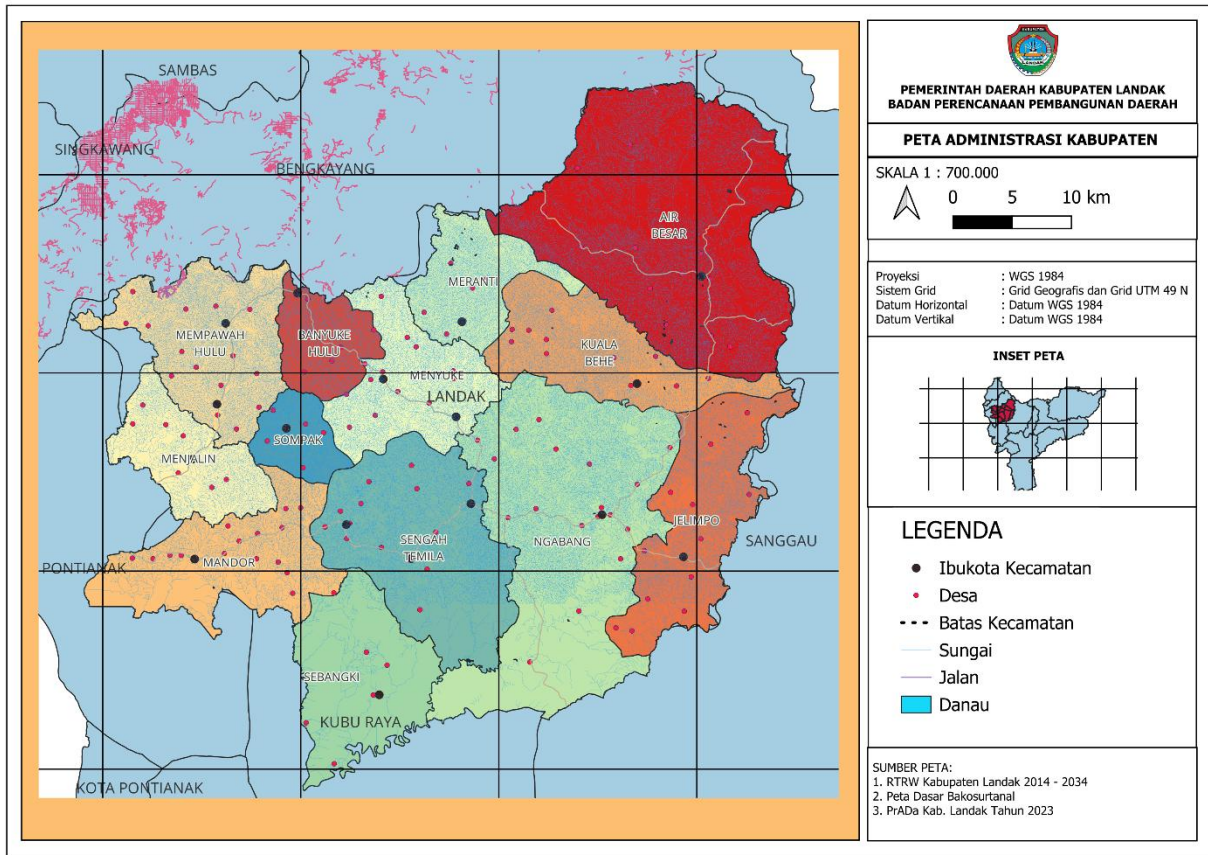 SAMBAS
SINGKAWANG
BENGKAYANG
AIR
BESAR
MERANTI
MEMPAWAH
HULU
BANYUKE
HULU
KUALA
BEHE
MENYUKE
LANDAK
SOMPAK
MENJALIN
SENGAH
TEMILA
NGABANG
JELIMPO
SANGGAU
MANDOR
PONTIANAK
SEBANGKI
KUBU RAYA
KOTA PONTIANAK
LANDAK
PEMERINTAH DAERAH KABUPATEN LANDAK
BADAN PERENCANAAN PEMBANGUNAN DAERAH
PETA ADMINISTRASI KABUPATEN
SKALA 1 : 700.000
0 5 10 km
Proyeksi : WGS 1984
Sistem Grid : Grid Geografis dan Grid UTM 49 N
Datum Horizontal : Datum WGS 1984
Datum Vertikal : Datum WGS 1984
INSET PETA
LEGENDA
Ibukota Kecamatan
Desa
Batas Kecamatan
Sungai
Jalan
Danau
SUMBER PETA:
1. RTRW Kabupaten Landak 2014 - 2034
2. Peta Dasar Bakosurtanal
3. PrADa Kab. Landak Tahun 2023